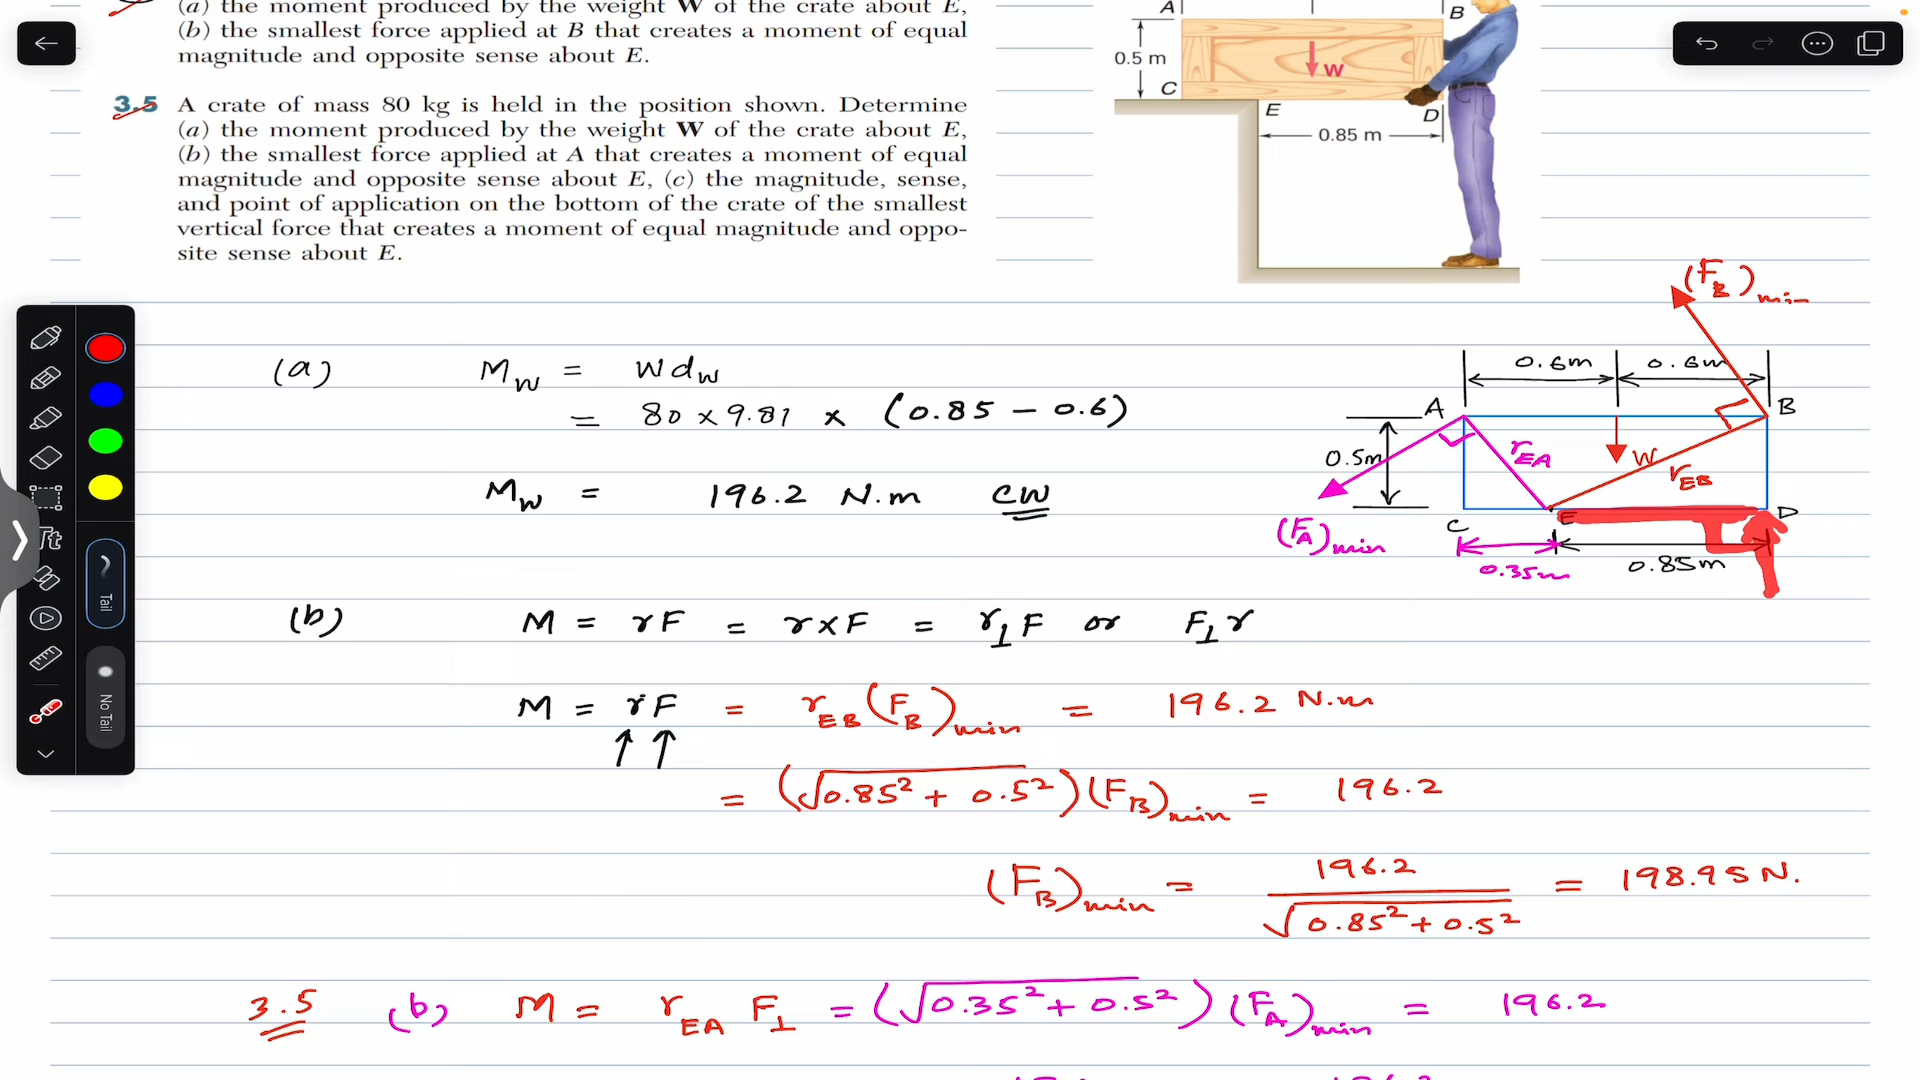 (a) the moment produced by the weight W of the crate about E,
(b) the smallest force applied at B that creates a moment of equal
magnitude and opposite sense about E.
3.5 A crate of mass 80 kg is held in the position shown. Determine
(a) the moment produced by the weight W of the crate about E,
(b) the smallest force applied at A that creates a moment of equal
magnitude and opposite sense about E, (c) the magnitude, sense,
and point of application on the bottom of the crate of the smallest
vertical force that creates a moment of equal magnitude and oppo-
site sense about E.
A B
0.5 m
W
C
E D
0.85 m
(F_B)min
0.6m 0.6m
A B
0.5m r_EA W r_EB
C E D
(F_A)min
0.35m 0.85m
(a) M_W = W d_W
= 80 × 9.81 × (0.85 − 0.6)
M_W = 196.2 N.m CW
(b) M = rF = r×F = r⊥F or F⊥r
M = rF = r_EB (F_B)min = 196.2 N.m
= (√0.85² + 0.5²)(F_B)min = 196.2
(F_B)min = 196.2 / √0.85² + 0.5² = 198.95 N.
3.5 (b) M = r_EA F⊥ = (√0.35² + 0.5²)(F_A)min = 196.2
Tt
Tail
No Tail